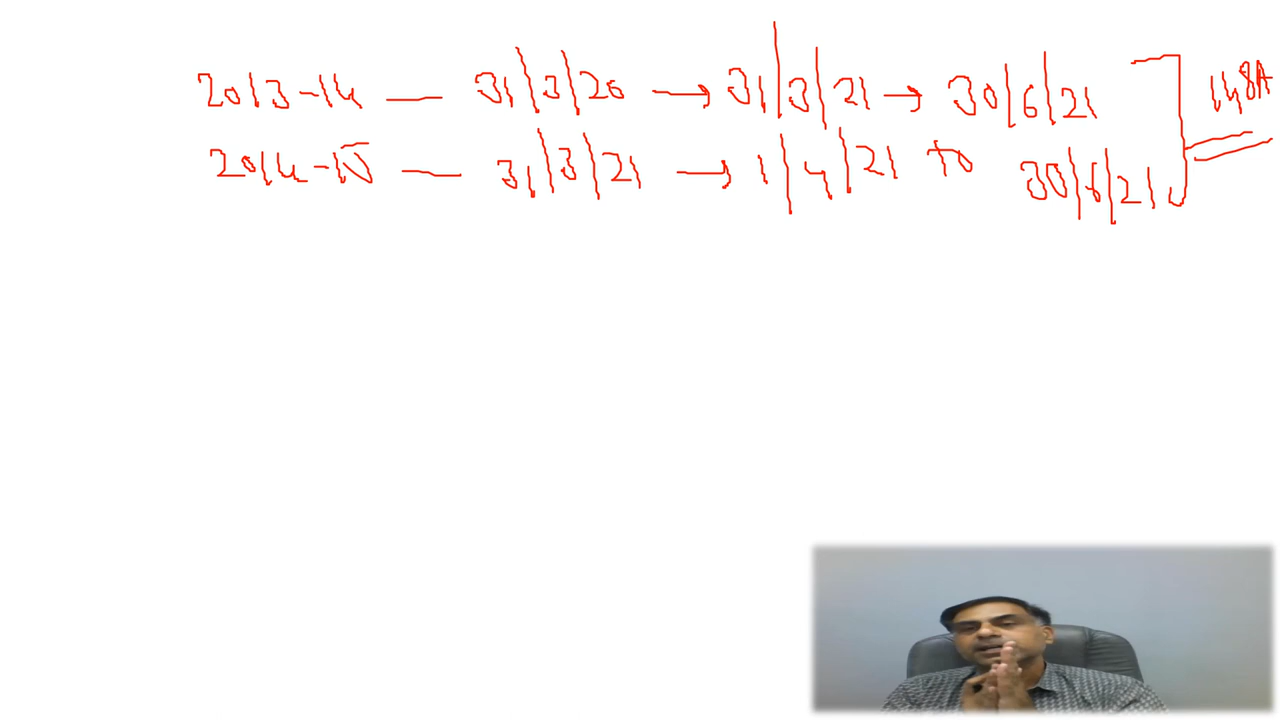 2013-14 — 31/3/20 → 31/3/21 → 30/6/21
2014-15 — 31/3/21 → 1/4/21 to 30/6/21
148A